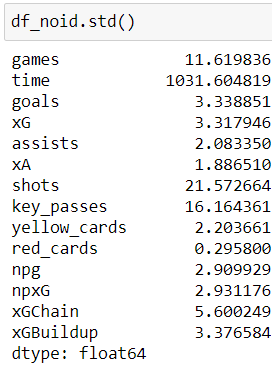 df_noid.std()
games 11.619836
time 1031.604819
goals 3.338851
xG 3.317946
assists 2.083350
xA 1.886510
shots 21.572664
key_passes 16.164361
yellow_cards 2.203661
red_cards 0.295800
npg 2.909929
npxG 2.931176
xGChain 5.600249
xGBuildup 3.376584
dtype: float64